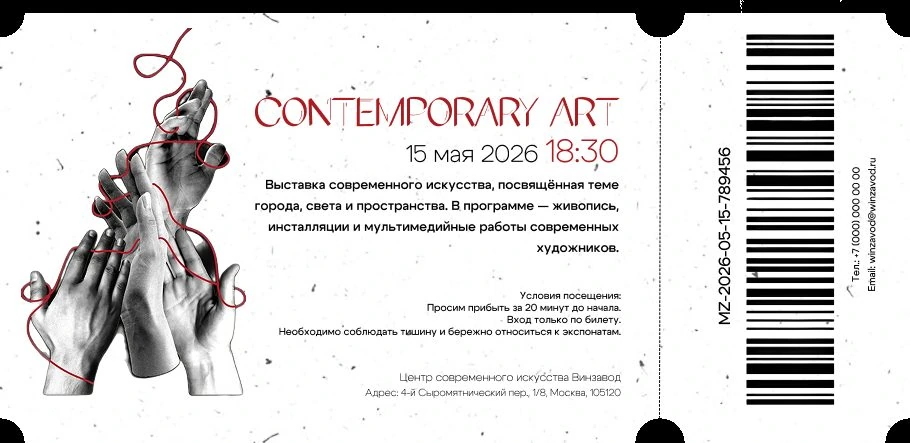 CONTEMPORARY ART
15 мая 2026 18:30
Выставка современного искусства, посвящённая теме
города, света и пространства. В программе — живопись,
инсталляции и мультимедийные работы современных
художников.
Условия посещения:
Просим прибыть за 20 минут до начала.
Вход только по билету.
Необходимо соблюдать тишину и бережно относиться к экспонатам.
Центр современного искусства Винзавод
Адрес: 4-й Сыромятнический пер., 1/8, Москва, 105120
MZ-2026-05-15-789456
Тел.: +7 (000) 000 00 00
Email: winzavod@winzavod.ru